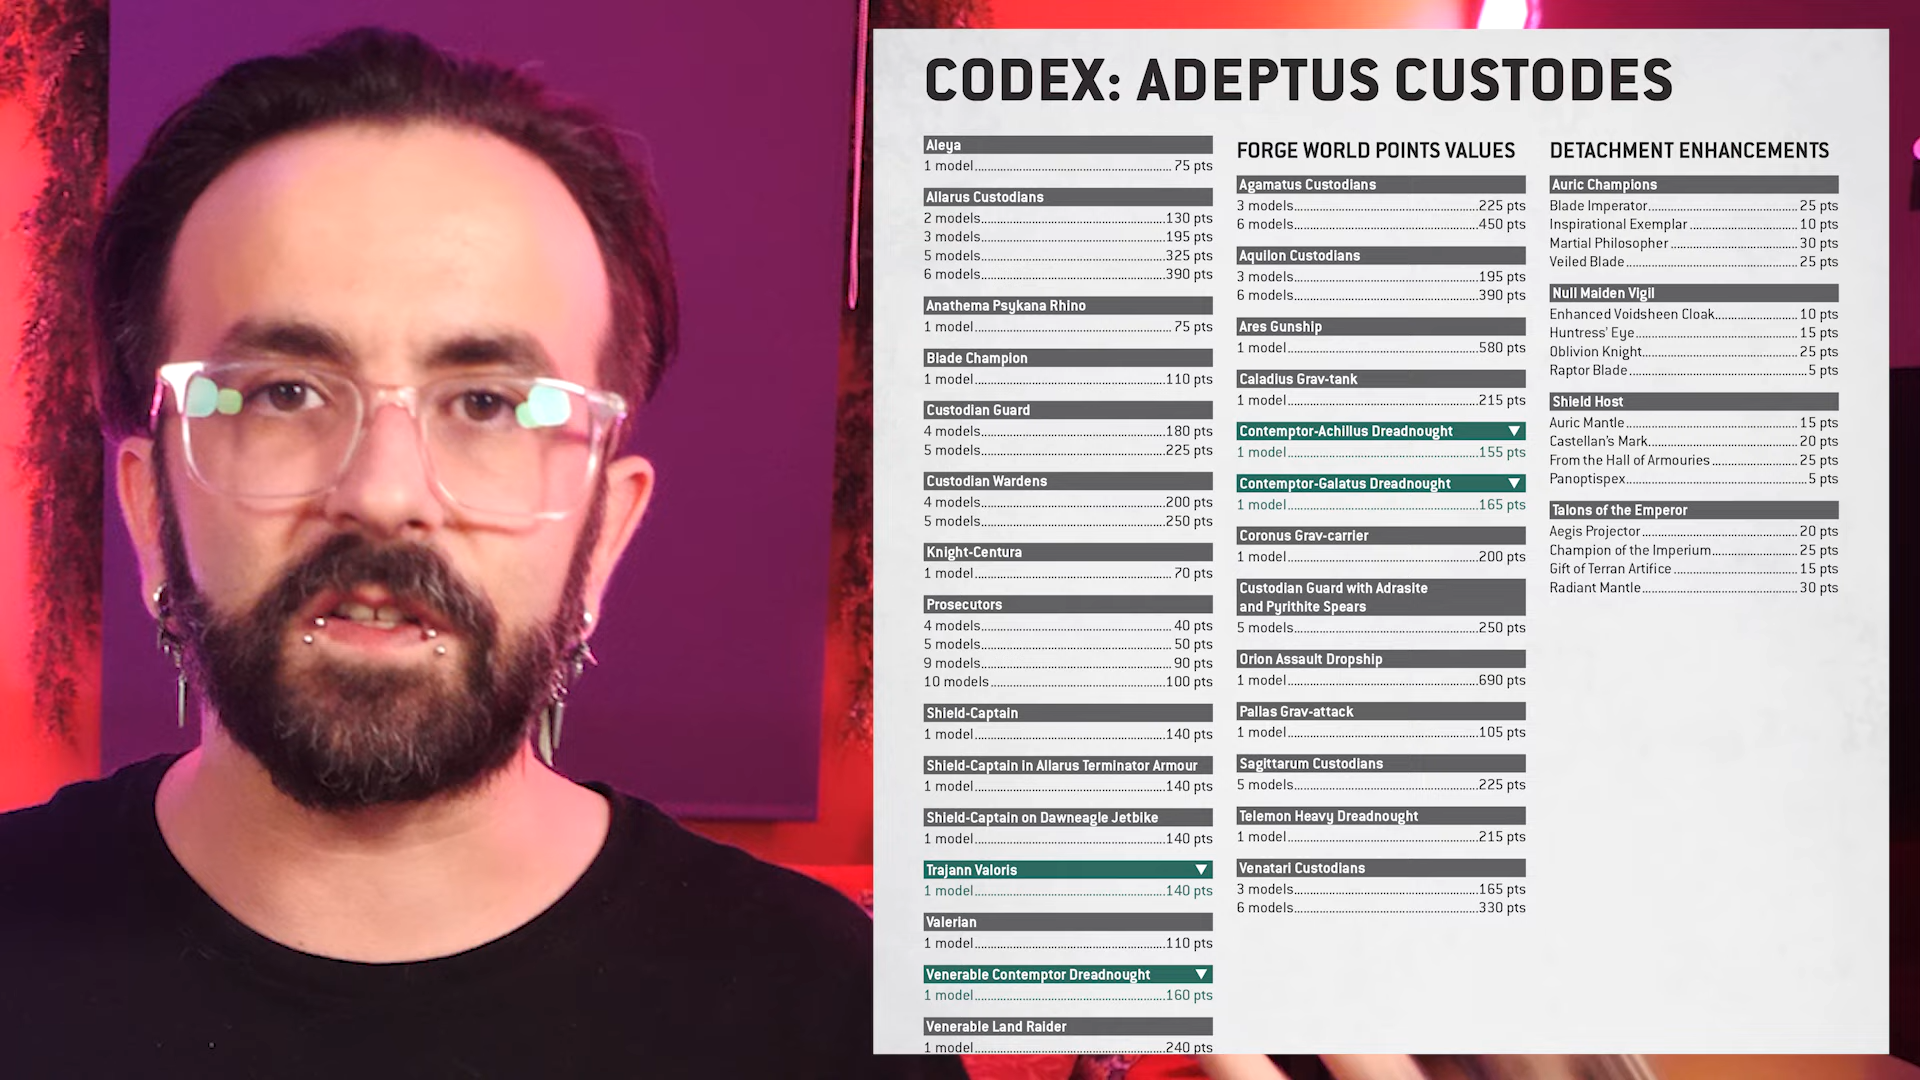 CODEX: ADEPTUS CUSTODES
Aleya
1 model 75 pts
Allarus Custodians
2 models 130 pts
3 models 195 pts
5 models 325 pts
6 models 390 pts
Anathema Psykana Rhino
1 model 75 pts
Blade Champion
1 model 110 pts
Custodian Guard
4 models 180 pts
5 models 225 pts
Custodian Wardens
4 models 200 pts
5 models 250 pts
Knight-Centura
1 model 70 pts
Prosecutors
4 models 40 pts
5 models 50 pts
9 models 90 pts
10 models 100 pts
Shield-Captain
1 model 140 pts
Shield-Captain in Allarus Terminator Armour
1 model 140 pts
Shield-Captain on Dawneagle Jetbike
1 model 140 pts
Trajann Valoris ▼
1 model 140 pts
Valerian
1 model 110 pts
Venerable Contemptor Dreadnought ▼
1 model 160 pts
Venerable Land Raider
1 model 240 pts
FORGE WORLD POINTS VALUES
Agamatus Custodians
3 models 225 pts
6 models 450 pts
Aquilon Custodians
3 models 195 pts
6 models 390 pts
Ares Gunship
1 model 580 pts
Caladius Grav-tank
1 model 215 pts
Contemptor-Achillus Dreadnought ▼
1 model 155 pts
Contemptor-Galatus Dreadnought ▼
1 model 165 pts
Coronus Grav-carrier
1 model 200 pts
Custodian Guard with Adrasite
and Pyrithite Spears
5 models 250 pts
Orion Assault Dropship
1 model 690 pts
Pallas Grav-attack
1 model 105 pts
Sagittarum Custodians
5 models 225 pts
Telemon Heavy Dreadnought
1 model 215 pts
Venatari Custodians
3 models 165 pts
6 models 330 pts
DETACHMENT ENHANCEMENTS
Auric Champions
Blade Imperator 25 pts
Inspirational Exemplar 10 pts
Martial Philosopher 30 pts
Veiled Blade 25 pts
Null Maiden Vigil
Enhanced Voidsheen Cloak 10 pts
Huntress' Eye 15 pts
Oblivion Knight 25 pts
Raptor Blade 5 pts
Shield Host
Auric Mantle 15 pts
Castellan's Mark 20 pts
From the Hall of Armouries 25 pts
Panoptispex 5 pts
Talons of the Emperor
Aegis Projector 20 pts
Champion of the Imperium 25 pts
Gift of Terran Artifice 15 pts
Radiant Mantle 30 pts